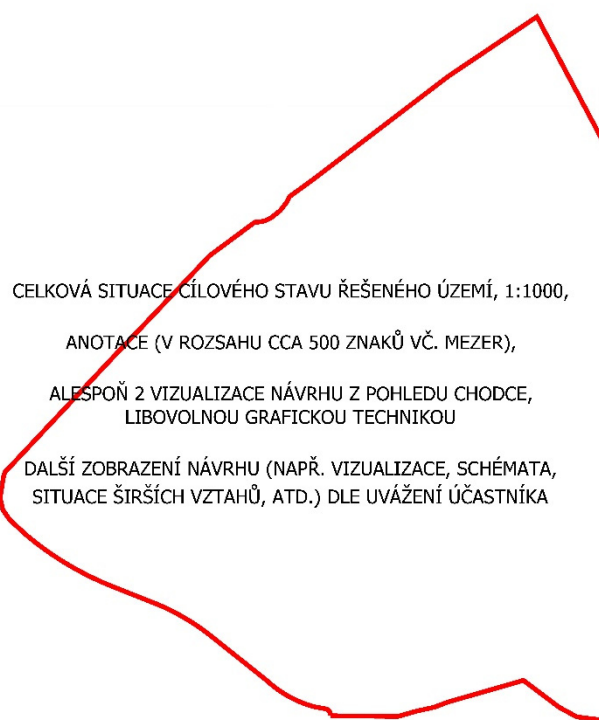 CELKOVÁ SITUACE CÍLOVÉHO STAVU ŘEŠENÉHO ÚZEMÍ, 1:1000,
ANOTACE (V ROZSAHU CCA 500 ZNAKŮ VČ. MEZER),
ALESPOŇ 2 VIZUALIZACE NÁVRHU Z POHLEDU CHODCE,
LIBOVOLNOU GRAFICKOU TECHNIKOU
DALŠÍ ZOBRAZENÍ NÁVRHU (NAPŘ. VIZUALIZACE, SCHÉMATA,
SITUACE ŠIRŠÍCH VZTAHŮ, ATD.) DLE UVÁŽENÍ ÚČASTNÍKA